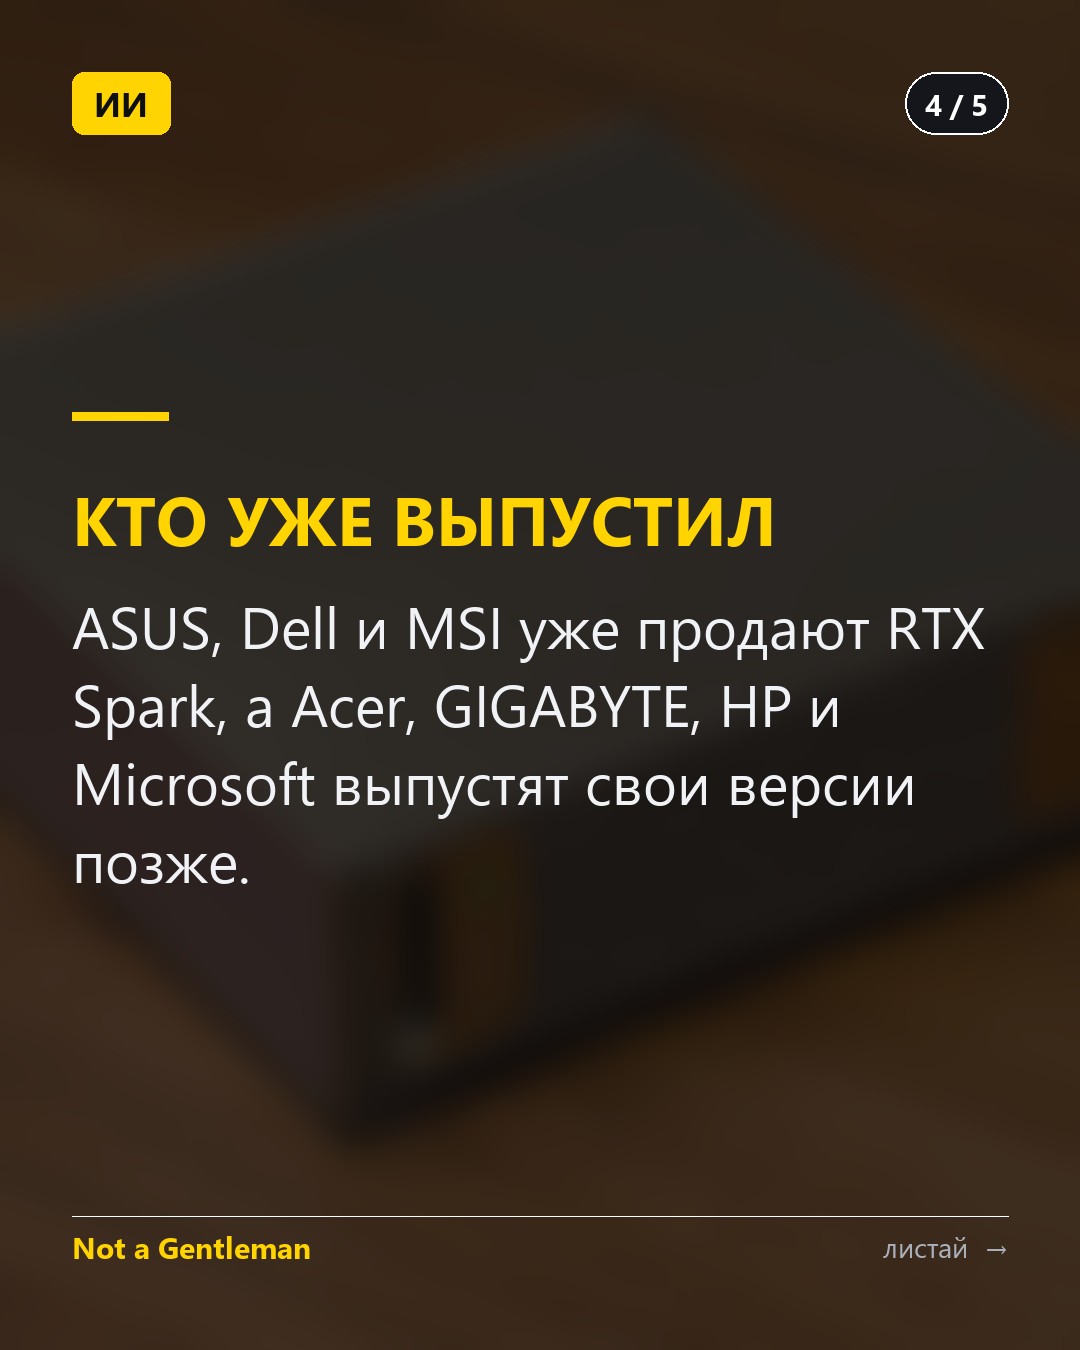 ИИ
4 / 5
КТО УЖЕ ВЫПУСТИЛ
ASUS, Dell и MSI уже продают RTX
Spark, а Acer, GIGABYTE, HP и
Microsoft выпустят свои версии
позже.
Not a Gentleman
листай →